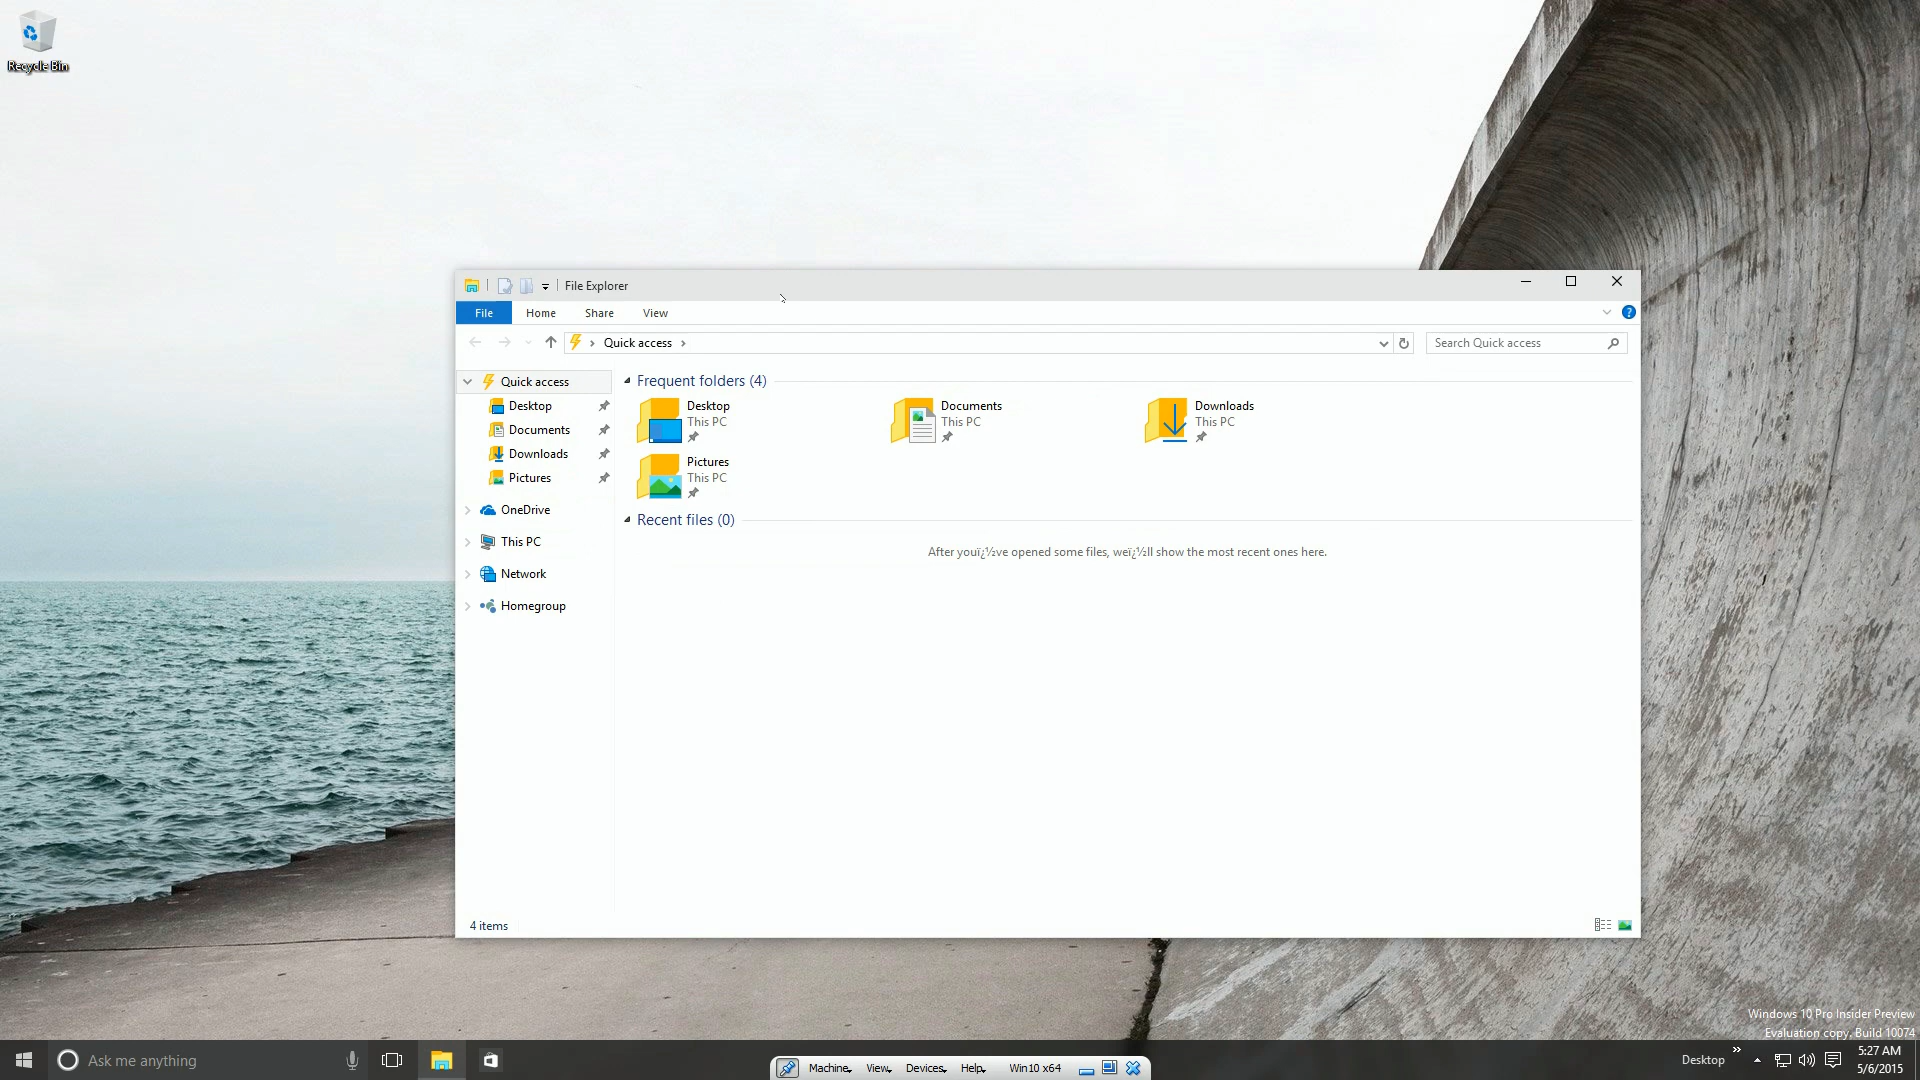 Recycle Bin
File Explorer
File Home Share View
Quick access
Search Quick access
Quick access
Desktop
Documents
Downloads
Pictures
OneDrive
This PC
Network
Homegroup
Frequent folders (4)
Desktop
This PC
Documents
This PC
Downloads
This PC
Pictures
This PC
Recent files (0)
After youï¿½ve opened some files, weï¿½ll show the most recent ones here.
4 items
Windows 10 Pro Insider Preview
Evaluation copy. Build 10074
Ask me anything
Machine View Devices Help Win10 x64
Desktop
5:27 AM
5/6/2015